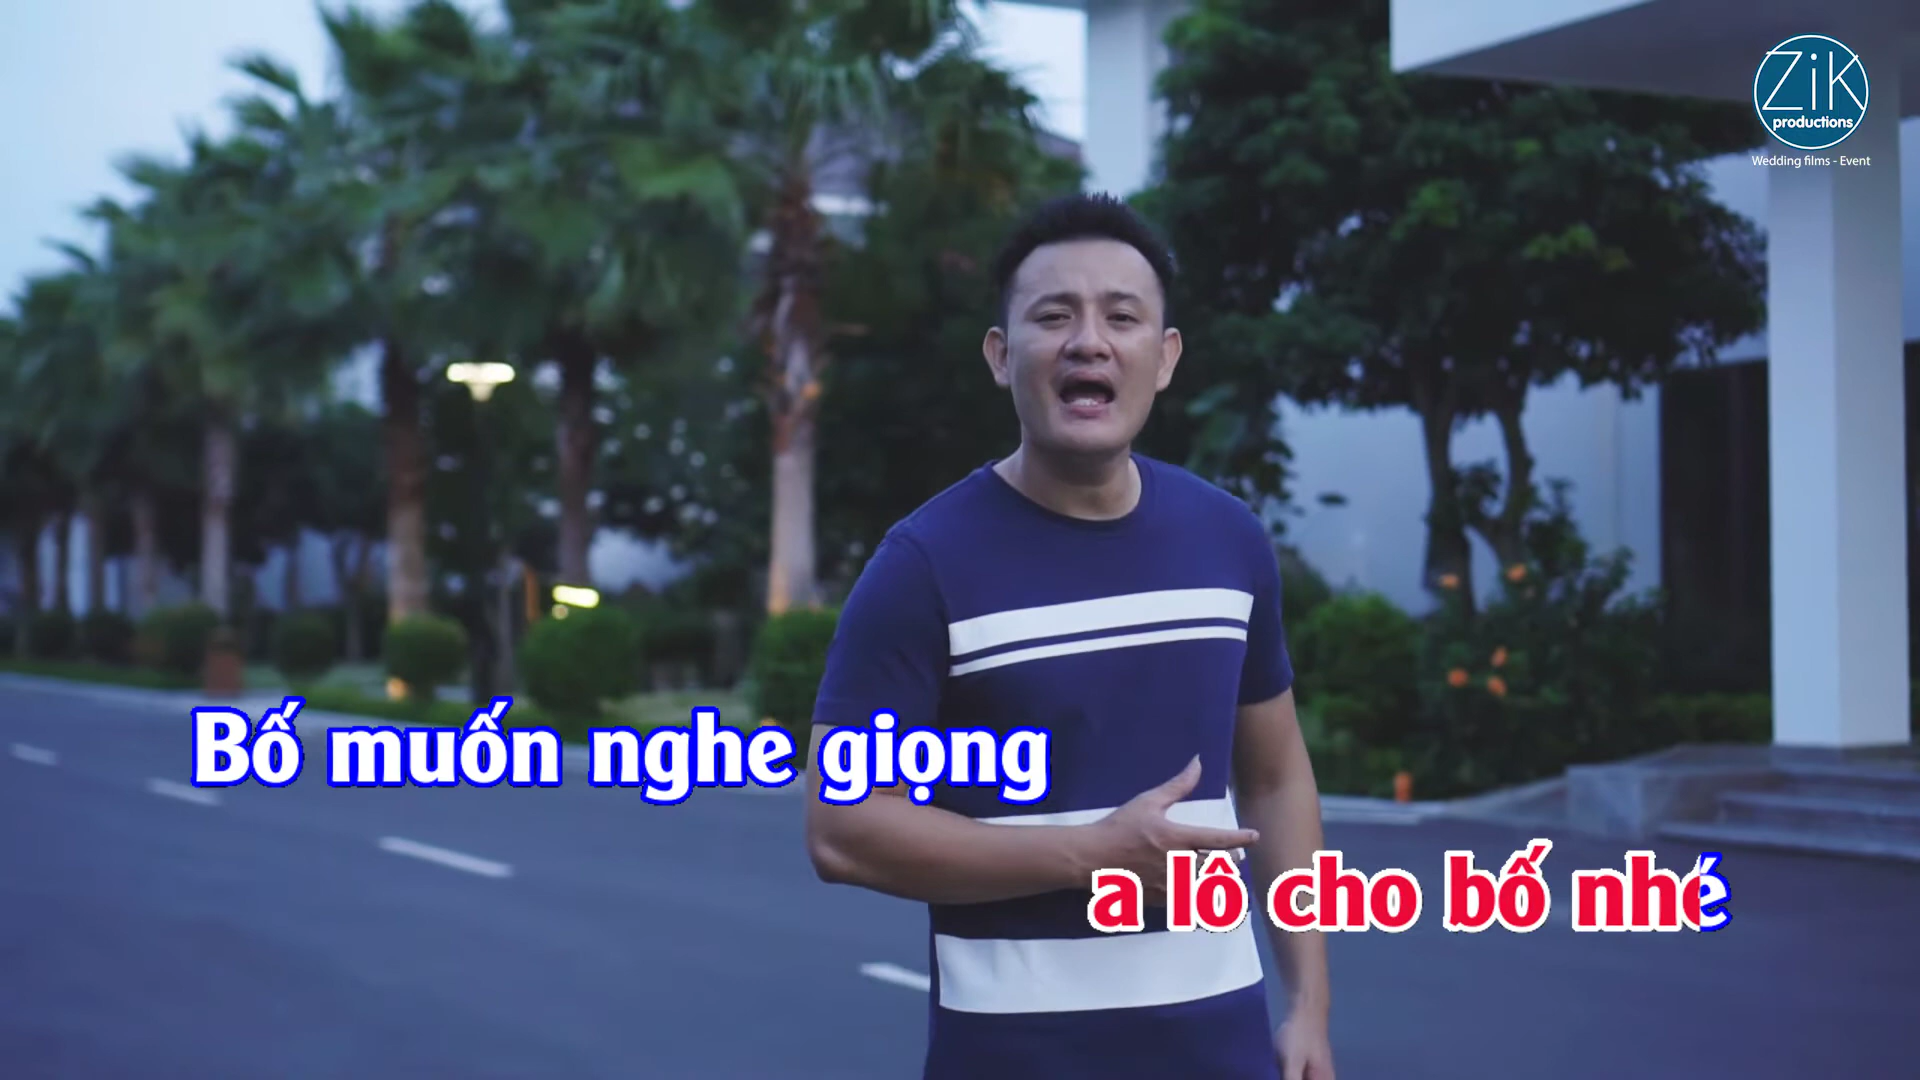 ZiK
productions
Wedding films - Event
Bố muốn nghe giọng
a lô cho bố nhé